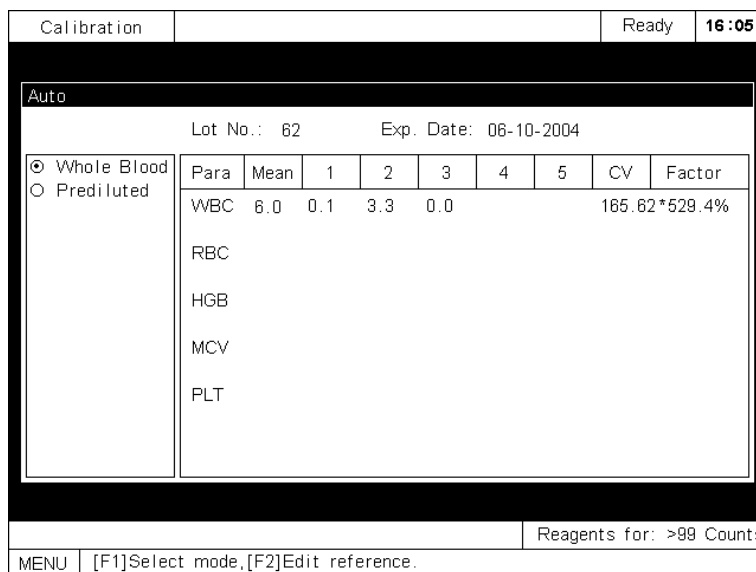 Calibration Ready 16:05
Auto
Lot No.: 62 Exp. Date: 06-10-2004
Whole Blood
Prediluted
Para Mean 1 2 3 4 5 CV Factor
WBC 6.0 0.1 3.3 0.0 165.62*529.4%
RBC
HGB
MCV
PLT
Reagents for: >99 Counts
MENU [F1]Select mode,[F2]Edit reference.